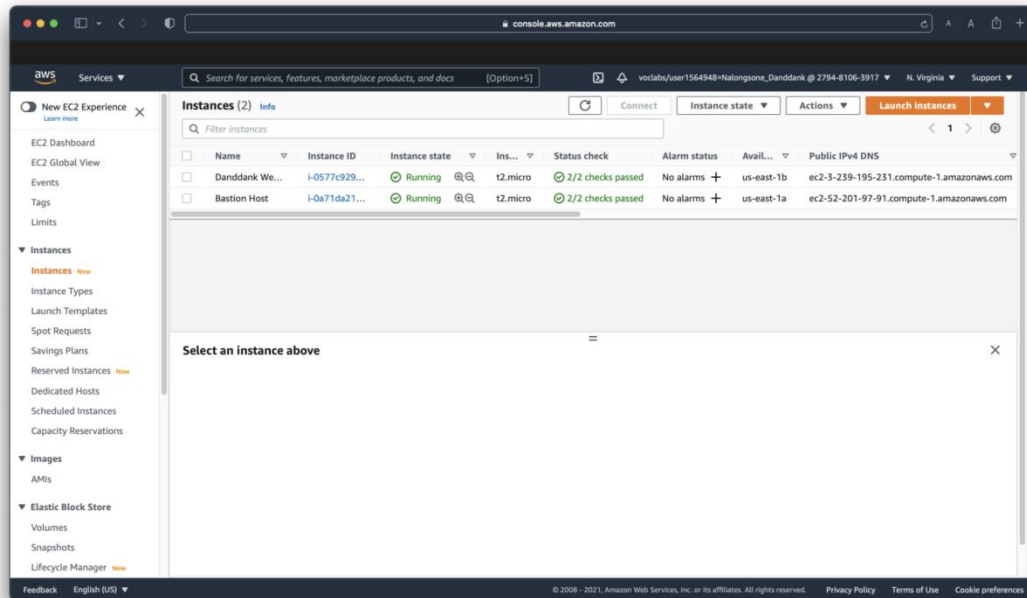 console.aws.amazon.com
A A
aws Services Search for services, features, marketplace products, and docs [Option+S] voclabs/user1564948=Nalongsone_Danddank @ 2794-8106-3917 N. Virginia Support
New EC2 Experience
Learn more
EC2 Dashboard
EC2 Global View
Events
Tags
Limits
Instances
Instances New
Instance Types
Launch Templates
Spot Requests
Savings Plans
Reserved Instances New
Dedicated Hosts
Scheduled Instances
Capacity Reservations
Images
AMIs
Elastic Block Store
Volumes
Snapshots
Lifecycle Manager New
Instances (2) Info Connect Instance state Actions Launch instances
Filter instances 1
Name Instance ID Instance state Ins... Status check Alarm status Avail... Public IPv4 DNS
Danddank We... i-0577c929... Running t2.micro 2/2 checks passed No alarms us-east-1b ec2-3-239-195-231.compute-1.amazonaws.com
Bastion Host i-0a71da21... Running t2.micro 2/2 checks passed No alarms us-east-1a ec2-52-201-97-91.compute-1.amazonaws.com
Select an instance above
Feedback English (US) © 2008 - 2021, Amazon Web Services, Inc. or its affiliates. All rights reserved. Privacy Policy Terms of Use Cookie preferences